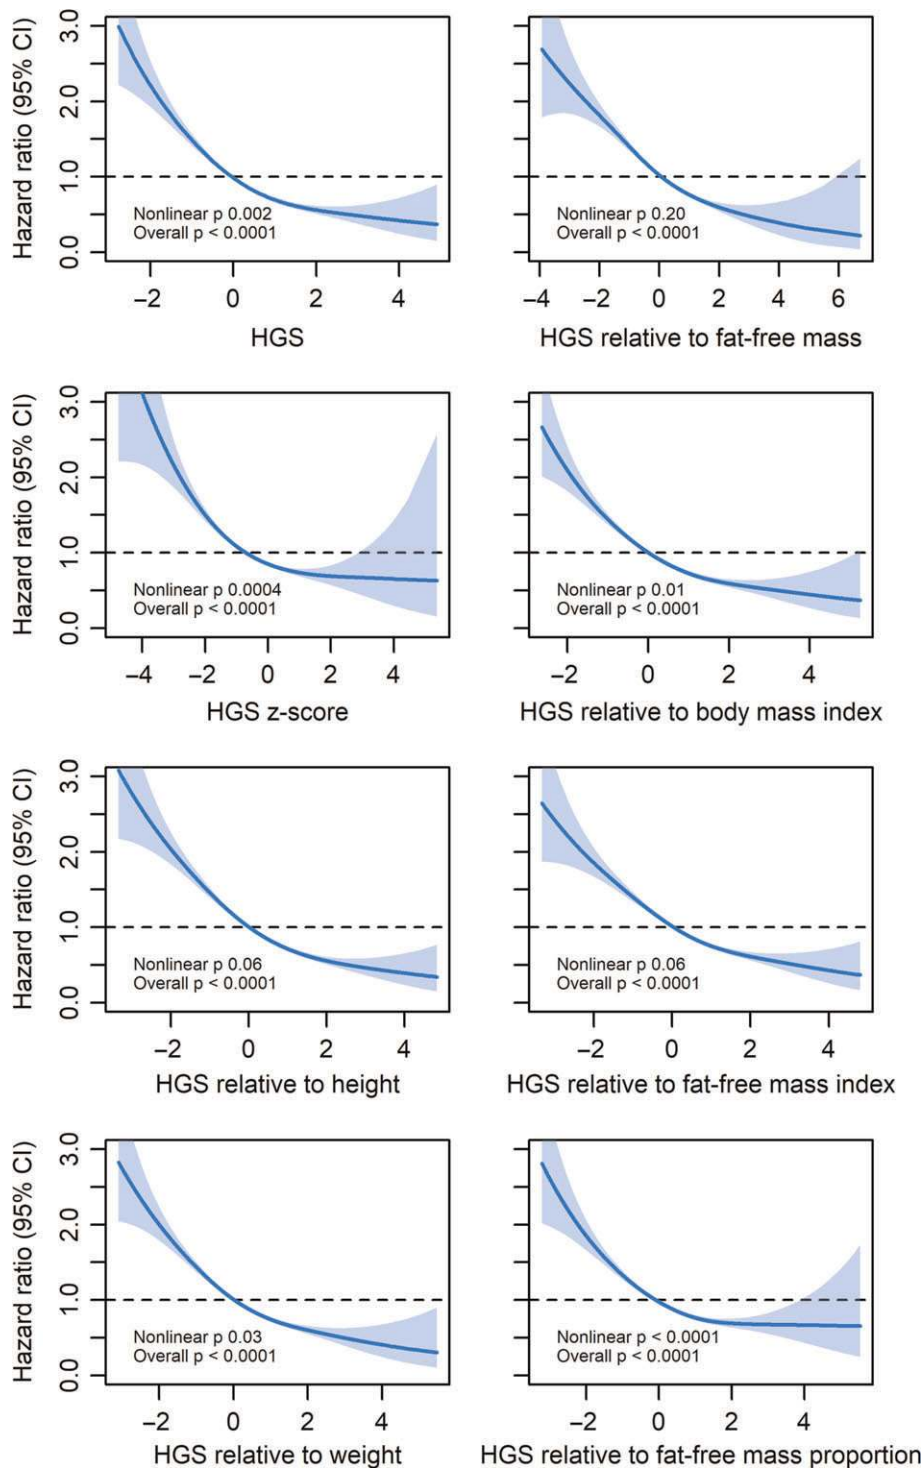 Hazard ratio (95% CI)
3.0
2.0
1.0
0.0
Nonlinear p 0.002
Overall p < 0.0001
−2 0 2 4
HGS
Nonlinear p 0.20
Overall p < 0.0001
−4 −2 0 2 4 6
HGS relative to fat-free mass
Hazard ratio (95% CI)
3.0
2.0
1.0
0.0
Nonlinear p 0.0004
Overall p < 0.0001
−4 −2 0 2 4
HGS z-score
Nonlinear p 0.01
Overall p < 0.0001
−2 0 2 4
HGS relative to body mass index
Hazard ratio (95% CI)
3.0
2.0
1.0
0.0
Nonlinear p 0.06
Overall p < 0.0001
−2 0 2 4
HGS relative to height
Nonlinear p 0.06
Overall p < 0.0001
−2 0 2 4
HGS relative to fat-free mass index
Hazard ratio (95% CI)
3.0
2.0
1.0
0.0
Nonlinear p 0.03
Overall p < 0.0001
−2 0 2 4
HGS relative to weight
Nonlinear p < 0.0001
Overall p < 0.0001
−2 0 2 4
HGS relative to fat-free mass proportion